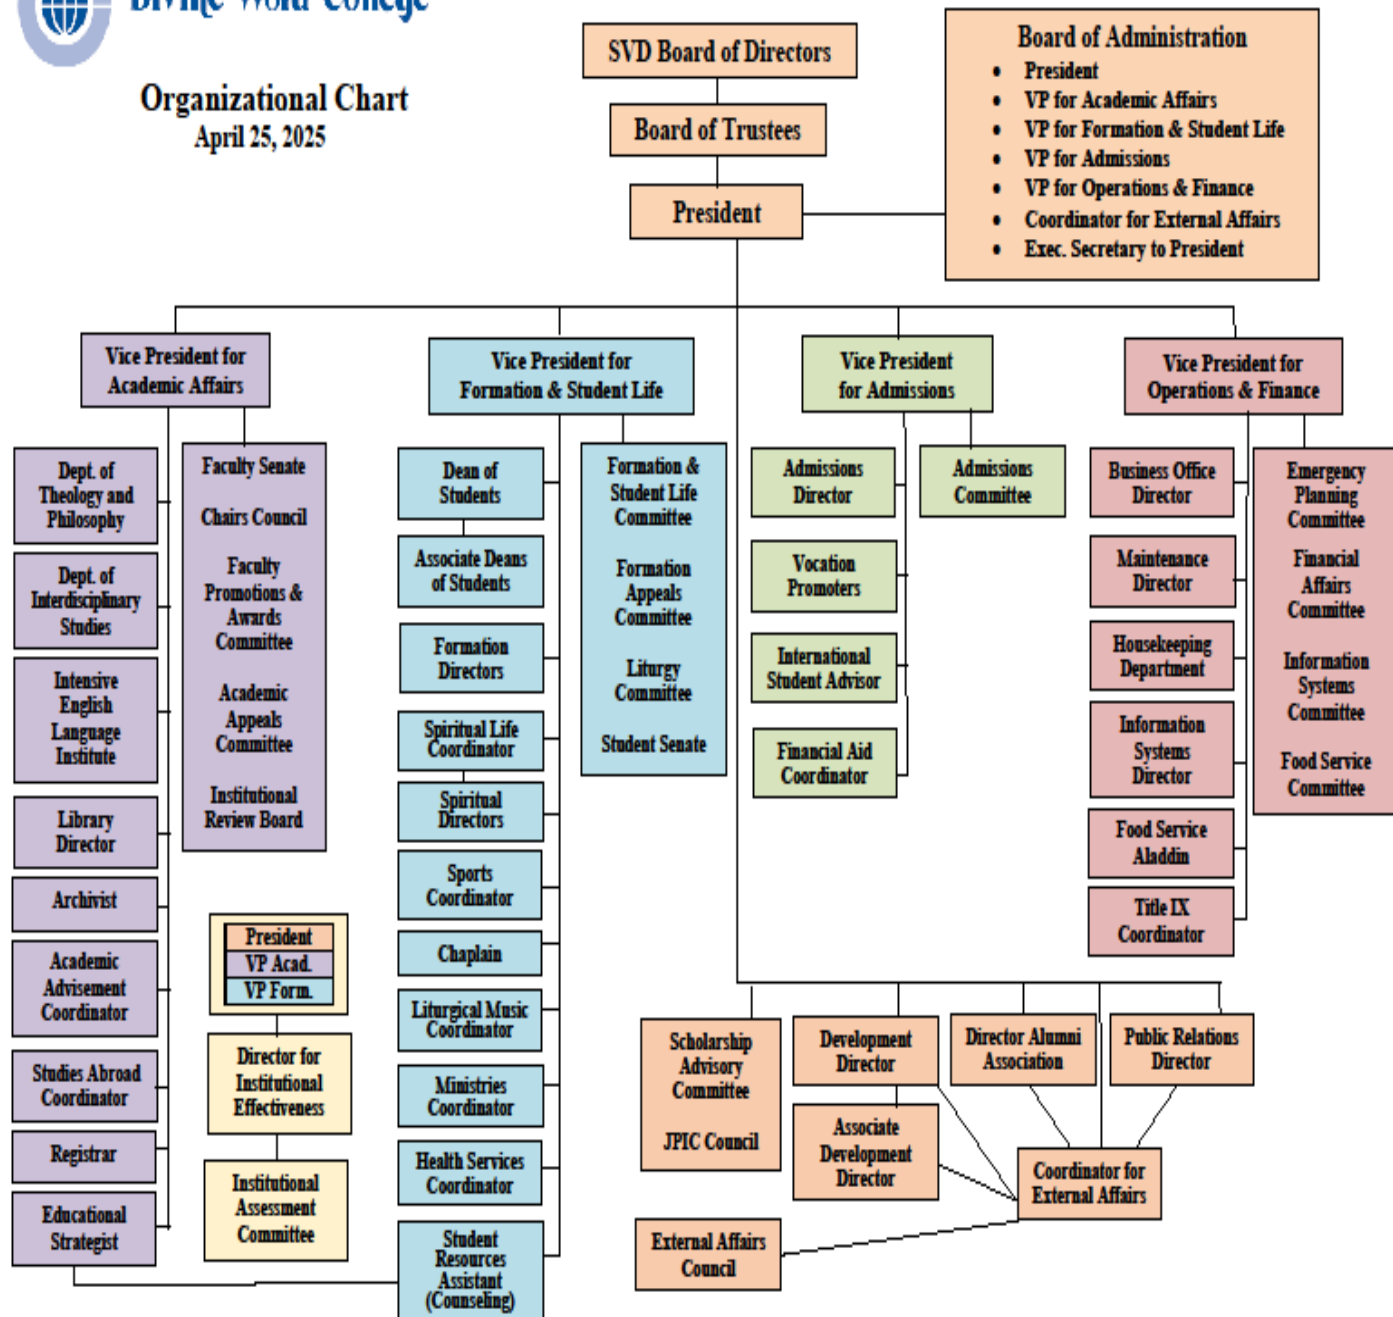 Divine Word College
Organizational Chart
April 25, 2025
SVD Board of Directors
Board of Trustees
President
Board of Administration
• President
• VP for Academic Affairs
• VP for Formation & Student Life
• VP for Admissions
• VP for Operations & Finance
• Coordinator for External Affairs
• Exec. Secretary to President
Vice President for
Academic Affairs
Dept. of
Theology and
Philosophy
Dept. of
Interdisciplinary
Studies
Intensive
English
Language
Institute
Library
Director
Archivist
Academic
Advisement
Coordinator
Studies Abroad
Coordinator
Registrar
Educational
Strategist
Faculty Senate
Chairs Council
Faculty
Promotions &
Awards
Committee
Academic
Appeals
Committee
Institutional
Review Board
President
VP Acad.
VP Form.
Director for
Institutional
Effectiveness
Institutional
Assessment
Committee
Vice President for
Formation & Student Life
Dean of
Students
Associate Deans
of Students
Formation
Directors
Spiritual Life
Coordinator
Spiritual
Directors
Sports
Coordinator
Chaplain
Liturgical Music
Coordinator
Ministries
Coordinator
Health Services
Coordinator
Student
Resources
Assistant
(Counseling)
Formation &
Student Life
Committee
Formation
Appeals
Committee
Liturgy
Committee
Student Senate
Vice President
for Admissions
Admissions
Director
Vocation
Promoters
International
Student Advisor
Financial Aid
Coordinator
Admissions
Committee
Vice President for
Operations & Finance
Business Office
Director
Maintenance
Director
Housekeeping
Department
Information
Systems
Director
Food Service
Aladdin
Title IX
Coordinator
Emergency
Planning
Committee
Financial
Affairs
Committee
Information
Systems
Committee
Food Service
Committee
Scholarship
Advisory
Committee
JPIC Council
Development
Director
Associate
Development
Director
Director Alumni
Association
Public Relations
Director
Coordinator for
External Affairs
External Affairs
Council